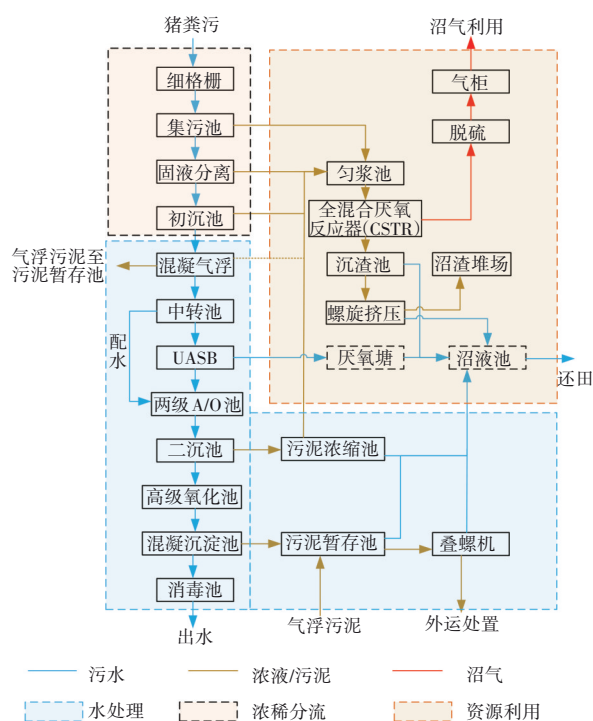 猪粪污
沼气利用
细格栅
气柜
集污池
脱硫
固液分离
匀浆池
初沉池
全混合厌氧
反应器(CSTR)
气浮污泥至
污泥暂存池
混凝气浮
沉渣池
沼渣堆场
中转池
螺旋挤压
配水
UASB
厌氧塘
沼液池
还田
两级A/O池
二沉池
污泥浓缩池
高级氧化池
混凝沉淀池
污泥暂存池
叠螺机
消毒池
出水
气浮污泥
外运处置
污水
浓液/污泥
沼气
水处理
浓稀分流
资源利用